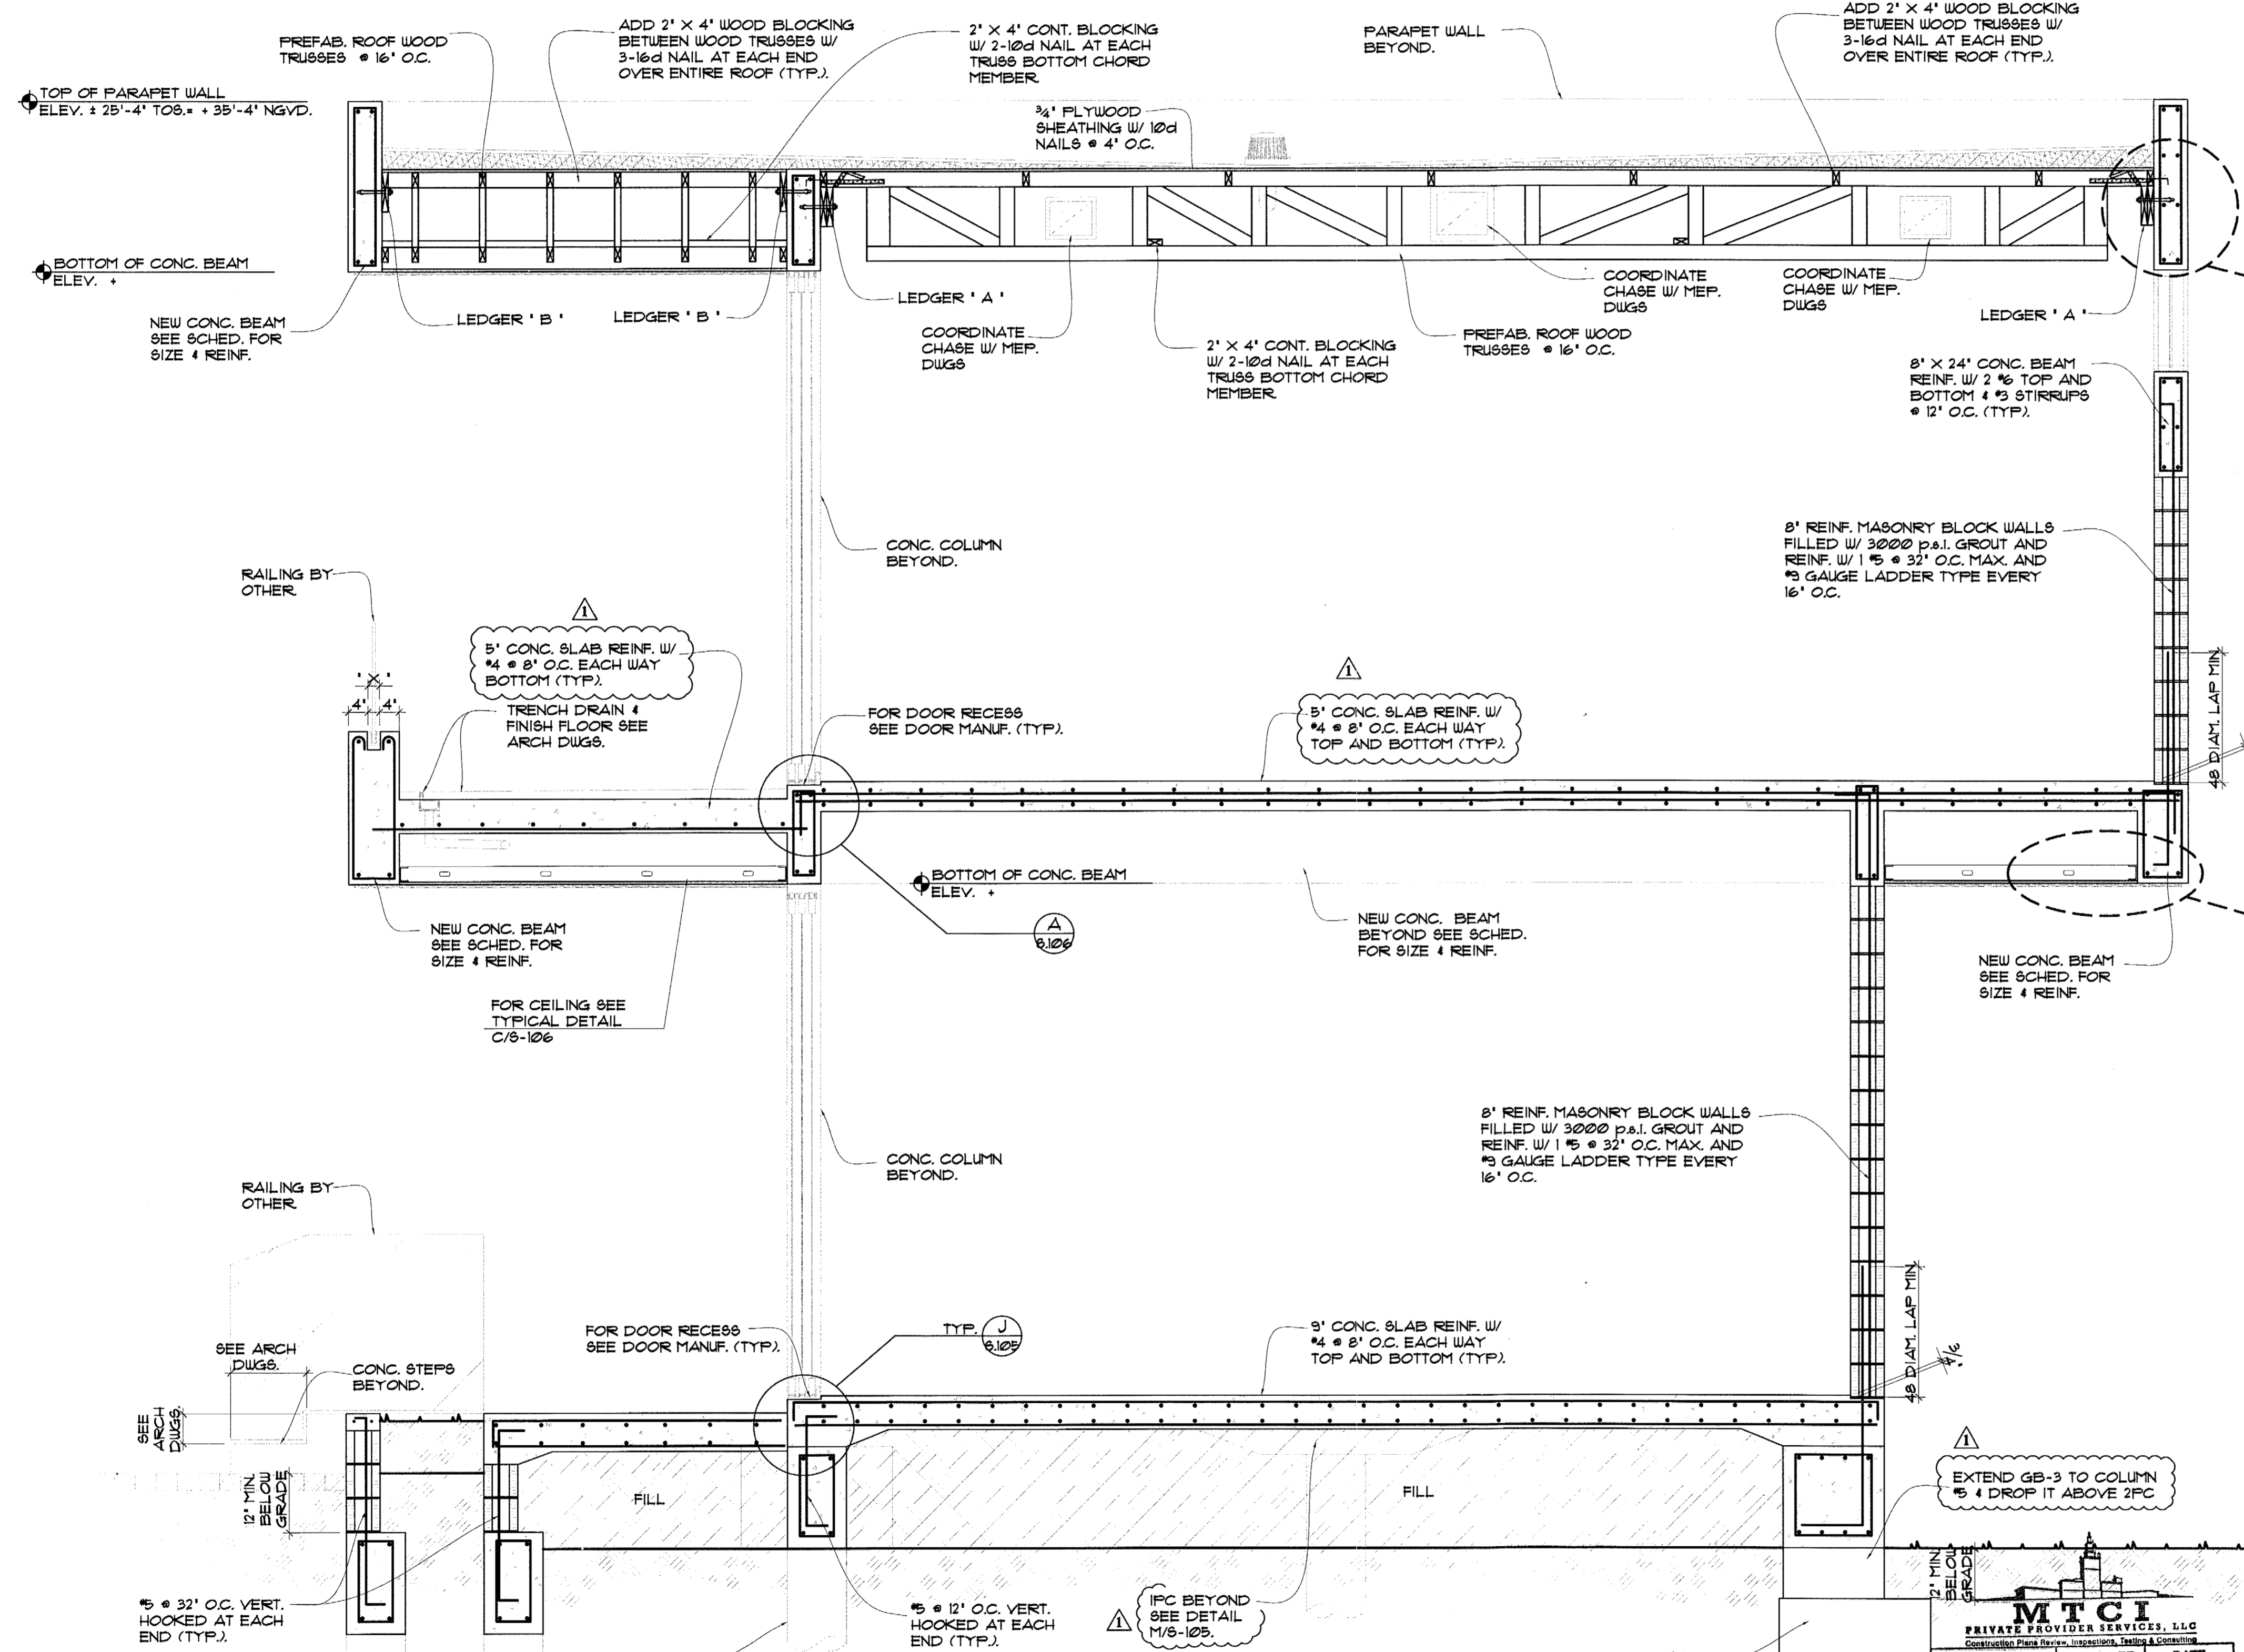 ADD 2" X 4" WOOD BLOCKING
BETWEEN WOOD TRUSSES W/
3-16d NAIL AT EACH END
OVER ENTIRE ROOF (TYP.).
2" X 4" CONT. BLOCKING
W/ 2-10d NAIL AT EACH
TRUSS BOTTOM CHORD
MEMBER
PARAPET WALL
BEYOND.
ADD 2" X 4" WOOD BLOCKING
BETWEEN WOOD TRUSSES W/
3-16d NAIL AT EACH END
OVER ENTIRE ROOF (TYP.).
PREFAB. ROOF WOOD
TRUSSES @ 16" O.C.
TOP OF PARAPET WALL
ELEV. ± 25'-4" TOS.= + 35'-4" NGVD.
3/4" PLYWOOD
SHEATHING W/ 10d
NAILS @ 4" O.C.
BOTTOM OF CONC. BEAM
ELEV. +
NEW CONC. BEAM
SEE SCHED. FOR
SIZE & REINF.
LEDGER " B "
LEDGER " B "
LEDGER " A "
COORDINATE
CHASE W/ MEP.
DWGS
2" X 4" CONT. BLOCKING
W/ 2-10d NAIL AT EACH
TRUSS BOTTOM CHORD
MEMBER
PREFAB. ROOF WOOD
TRUSSES @ 16" O.C.
COORDINATE
CHASE W/ MEP.
DWGS
COORDINATE
CHASE W/ MEP.
DWGS
LEDGER " A "
8" X 24" CONC. BEAM
REINF. W/ 2 #6 TOP AND
BOTTOM & #3 STIRRUPS
@ 12" O.C. (TYP.).
CONC. COLUMN
BEYOND.
8" REINF. MASONRY BLOCK WALLS
FILLED W/ 3000 p.s.i. GROUT AND
REINF. W/ 1 #5 @ 32" O.C. MAX. AND
#9 GAUGE LADDER TYPE EVERY
16" O.C.
RAILING BY
OTHER
1
5" CONC. SLAB REINF. W/
#4 @ 8" O.C. EACH WAY
BOTTOM (TYP.).
TRENCH DRAIN &
FINISH FLOOR SEE
ARCH DWGS.
" X "
4"
4"
FOR DOOR RECESS
SEE DOOR MANUF. (TYP.).
1
5" CONC. SLAB REINF. W/
#4 @ 8" O.C. EACH WAY
TOP AND BOTTOM (TYP.).
48 DIAM. LAP MIN.
BOTTOM OF CONC. BEAM
ELEV. +
A
S.106
NEW CONC. BEAM
SEE SCHED. FOR
SIZE & REINF.
NEW CONC. BEAM
BEYOND SEE SCHED.
FOR SIZE & REINF.
NEW CONC. BEAM
SEE SCHED. FOR
SIZE & REINF.
FOR CEILING SEE
TYPICAL DETAIL
C/S-106
CONC. COLUMN
BEYOND.
8" REINF. MASONRY BLOCK WALLS
FILLED W/ 3000 p.s.i. GROUT AND
REINF. W/ 1 #5 @ 32" O.C. MAX. AND
#9 GAUGE LADDER TYPE EVERY
16" O.C.
RAILING BY
OTHER
SEE ARCH
DWGS.
CONC. STEPS
BEYOND.
FOR DOOR RECESS
SEE DOOR MANUF. (TYP.).
TYP.
J
S.105
9" CONC. SLAB REINF. W/
#4 @ 8" O.C. EACH WAY
TOP AND BOTTOM (TYP.).
48 DIAM. LAP MIN.
SEE
ARCH
DWGS.
12" MIN.
BELOW
GRADE
FILL
FILL
1
EXTEND GB-3 TO COLUMN
#5 & DROP IT ABOVE 2PC
#5 @ 32" O.C. VERT.
HOOKED AT EACH
END (TYP.).
#5 @ 12" O.C. VERT.
HOOKED AT EACH
END (TYP.).
1
1PC BEYOND
SEE DETAIL
M/S-105.
12" MIN.
BELOW
GRADE
MTCI
PRIVATE PROVIDER SERVICES, LLC
Construction Plans Review, Inspections, Testing & Consulting